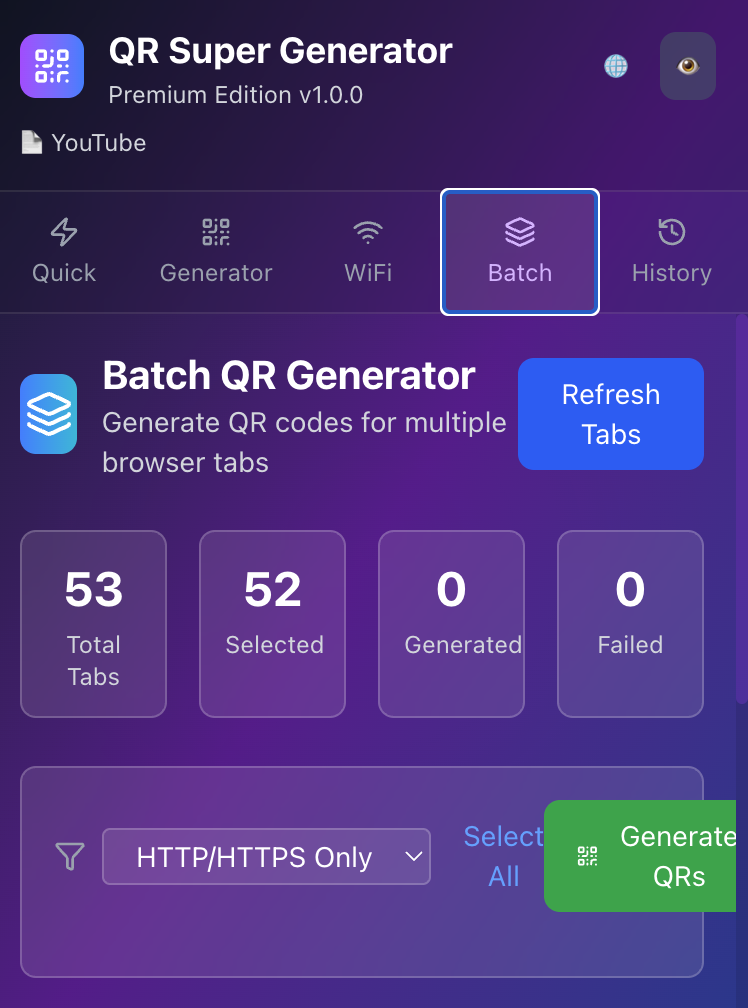 QR Super Generator
Premium Edition v1.0.0
YouTube
Quick
Generator
WiFi
Batch
History
Batch QR Generator
Generate QR codes for multiple
browser tabs
Refresh
Tabs
53
Total
Tabs
52
Selected
0
Generated
0
Failed
HTTP/HTTPS Only
Select
All
Generate
QRs